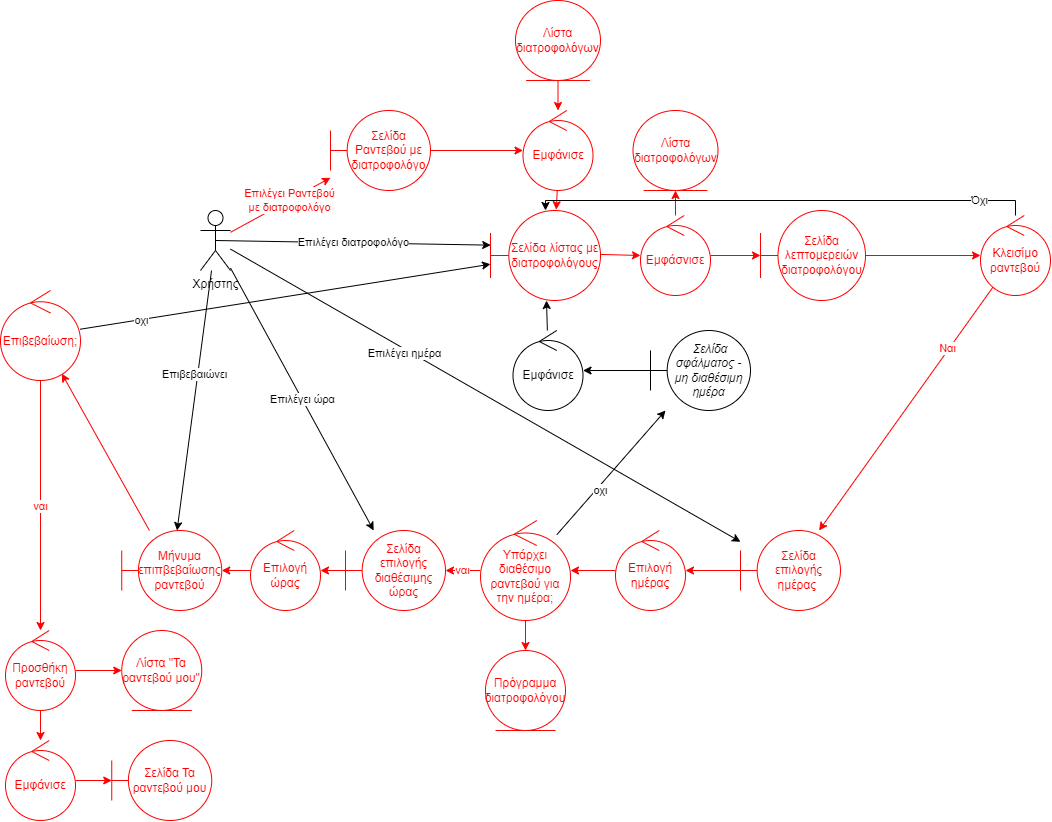 Λίστα
διατροφολόγων
Σελίδα
Ραντεβού με
διατροφολόγο
Εμφάνισε
Λίστα
διατροφολόγων
Επιλέγει Ραντεβού
με διατροφολόγο
Όχι
Επιλέγει διατροφολόγο
Σελίδα λίστας με
διατροφολόγους
Εμφάσνισε
Σελίδα
λεπτομερειών
διατροφολόγου
Κλεισίμο
ραντεβού
Χρήστης
Επιβεβαίωση;
οχι
Επιλέγει ημέρα
Επιβεβαιώνει
Εμφάνισε
Σελίδα
σφάλματος -
μη διαθέσιμη
ημέρα
Ναι
Επιλέγει ώρα
οχι
ναι
Μήνυμα
επιπβεβαίωσης
ραντεβού
Επιλογή
ώρας
Σελίδα
επιλογής
διαθέσιμης
ώρας
ναι
Υπάρχει
διαθέσιμο
ραντεβού για
την ημέρα;
Επιλογή
ημέρας
Σελίδα
επιλογής
ημέρας
Προσθήκη
ραντεβού
Λίστα "Τα
ραντεβού μου"
Πρόγραμμα
διατροφολόγου
Εμφάνισε
Σελίδα Τα
ραντεβού μου